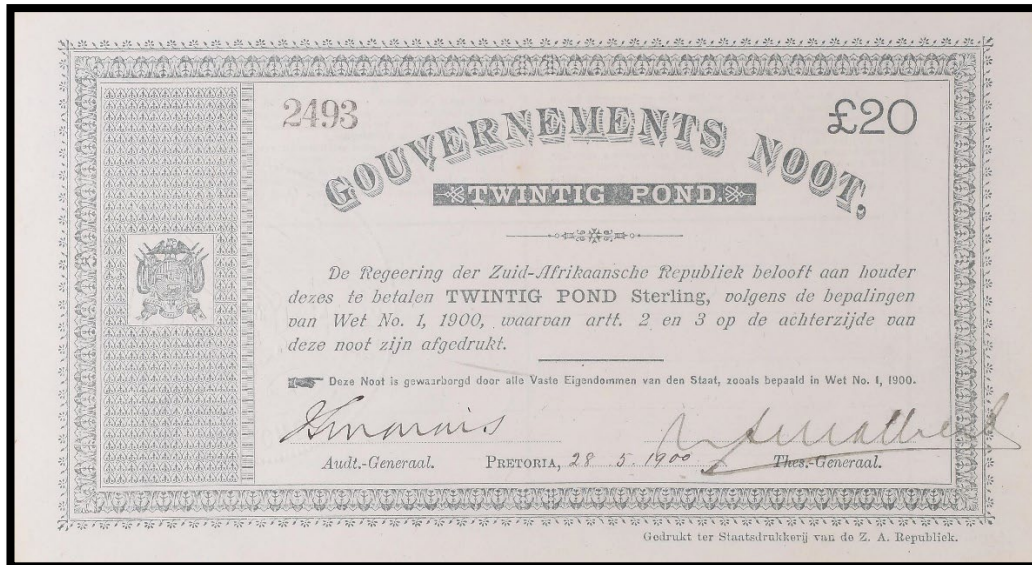 2493
£20
GOUVERNEMENTS NOOT,
TWINTIG POND.
De Regeering der Zuid-Afrikaansche Republiek belooft aan houder
dezes te betalen TWINTIG POND Sterling, volgens de bepalingen
van Wet No. 1, 1900, waarvan artt. 2 en 3 op de achterzijde van
deze noot zijn afgedrukt.
Deze Noot is gewaarborgd door alle Vaste Eigendommen van den Staat, zooals bepaald in Wet No. 1, 1900.
Audt.-Generaal. PRETORIA, 28 5. 1900 Thes.-Generaal.
Gedrukt ter Staatsdrukkerij van de Z. A. Republiek.